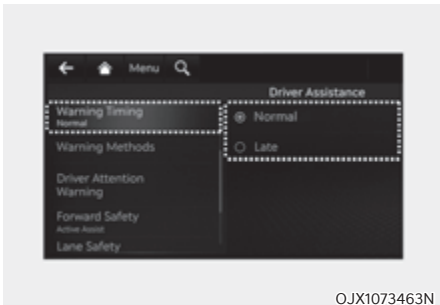 Menu
Driver Assistance
Warning Timing
Normal
Warning Methods
Driver Attention
Warning
Forward Safety
Active Assist
Lane Safety
Normal
Late
OJX1073463N